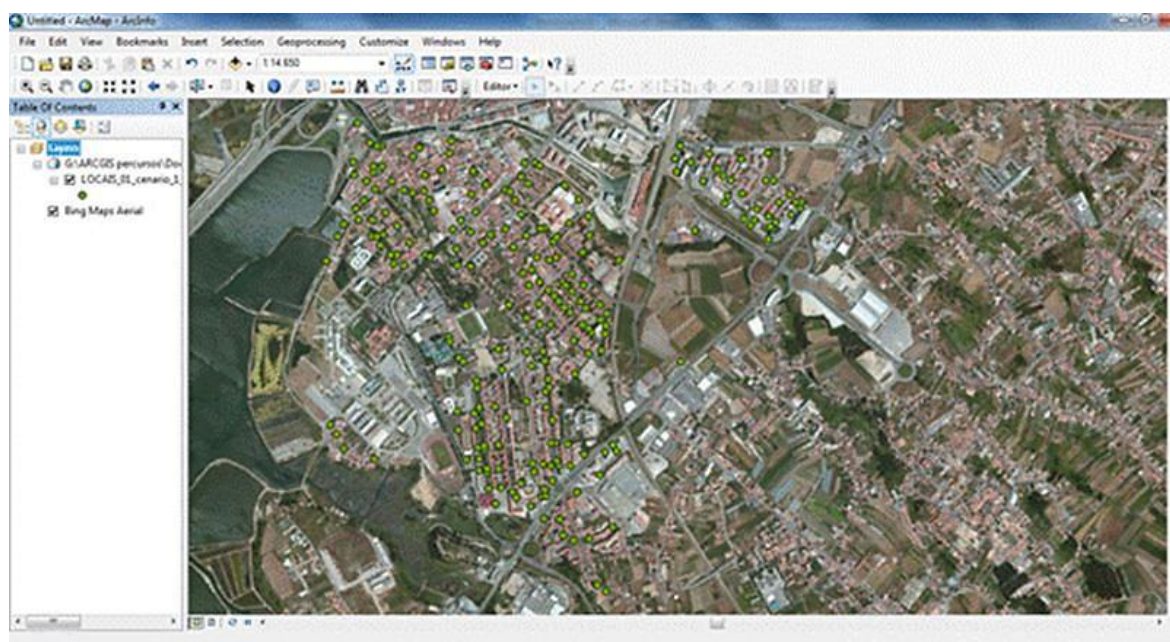 Untitled - ArcMap - ArcInfo
File Edit View Bookmarks Insert Selection Geoprocessing Customize Windows Help
1:14.650
Editor
Table Of Contents
Layers
G:\ARCGIS percursos\Do
LOCAIS_01_cenario_1
Bing Maps Aerial